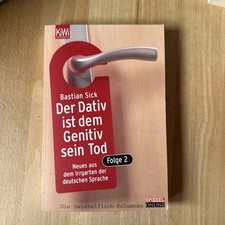 KiWi
Bastian Sick
Der Dativ
ist dem
Genitiv
sein Tod
Folge 2
Neues aus
dem Irrgarten der
deutschen Sprache
Die Zwiebelfisch-Kolumnen
SPIEGEL
ONLINE